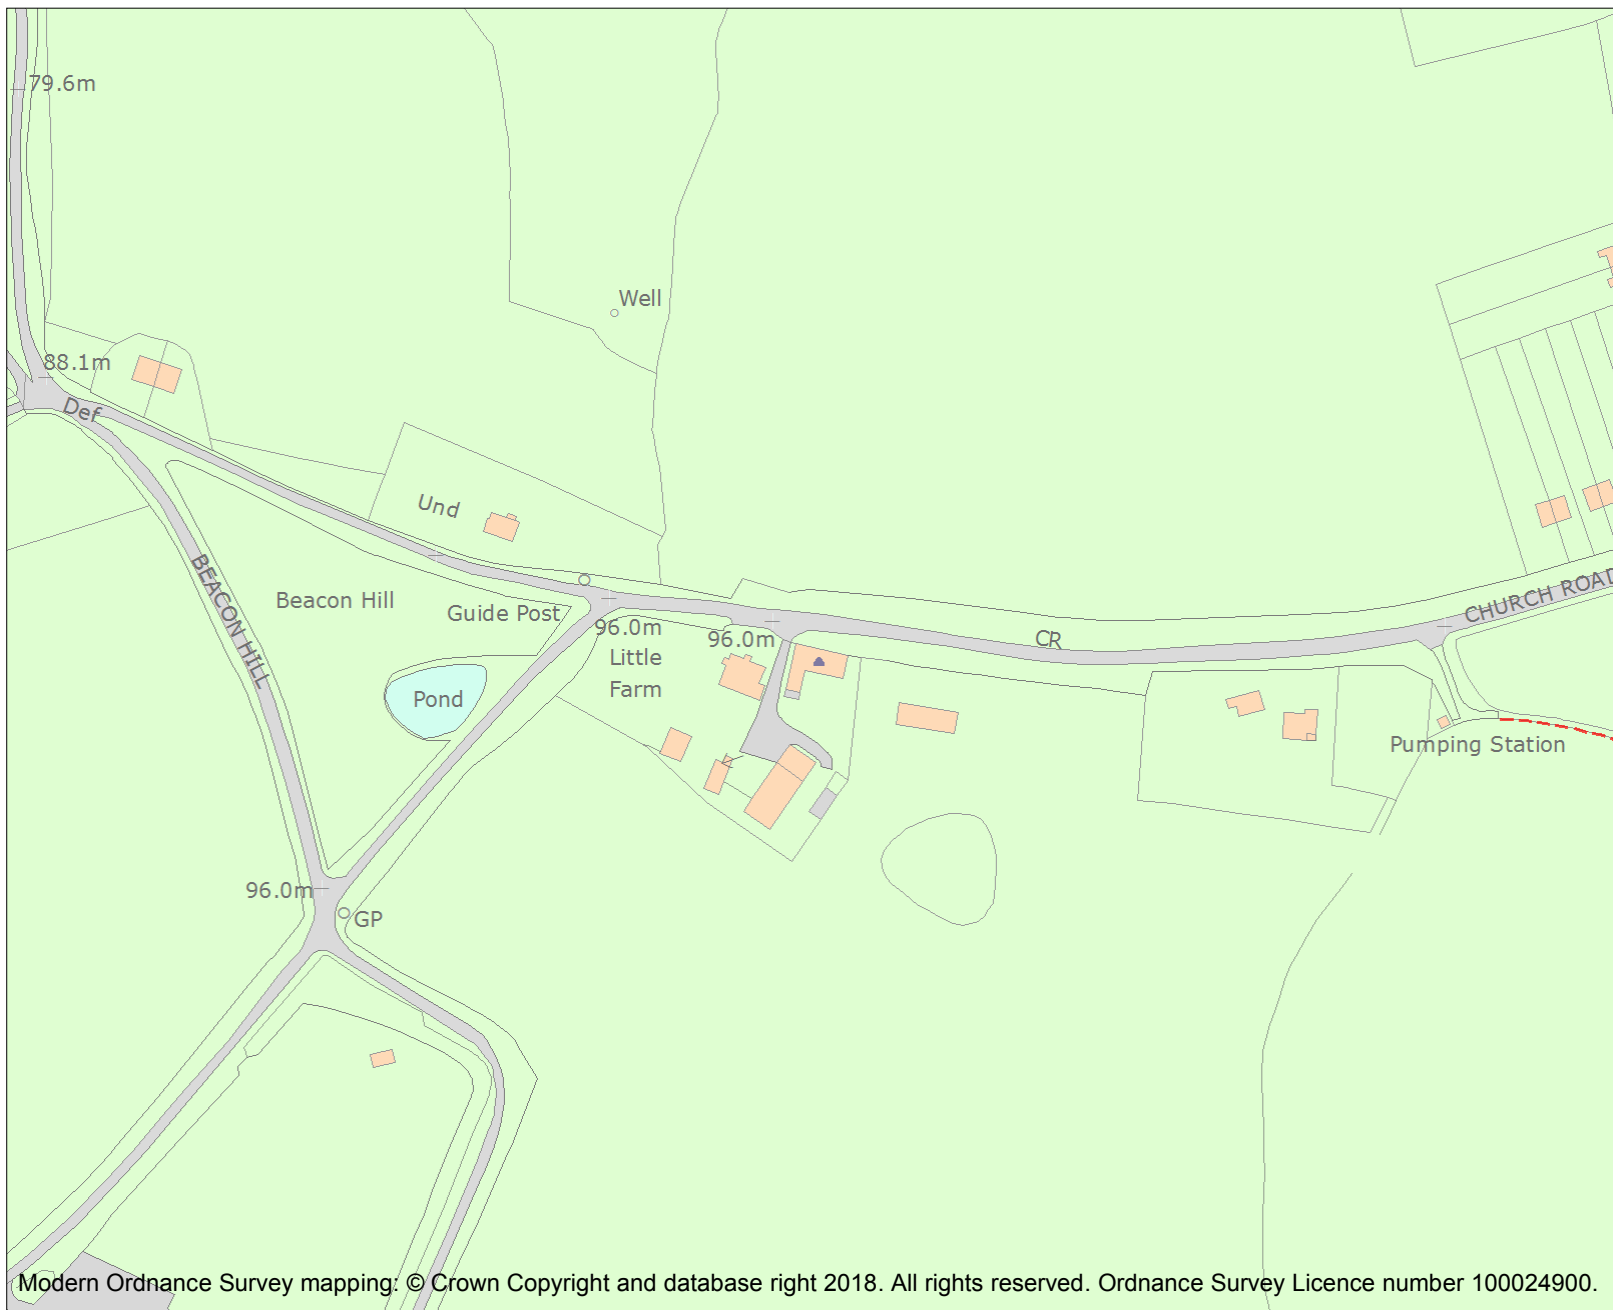 79.6m
Well
88.1m
Def
Und
BEACON HILL
Beacon Hill
Guide Post
96.0m
96.0m
CR
CHURCH ROAD
Little
Farm
Pond
Pumping Station
96.0m
GP
Modern Ordnance Survey mapping: © Crown Copyright and database right 2018. All rights reserved. Ordnance Survey Licence number 100024900.